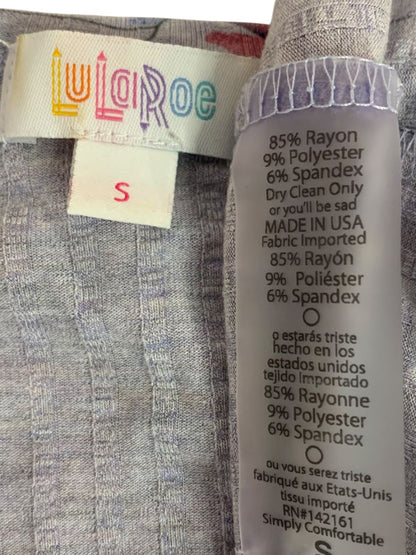 LuLaRoe
S
85% Rayon
9% Polyester
6% Spandex
Dry Clean Only
or you'll be sad
MADE IN USA
Fabric Imported
85% Rayón
9% Poliéster
6% Spandex
o estarás triste
hecho en los
estados unidos
tejido importado
85% Rayonne
9% Polyester
6% Spandex
ou vous serez triste
fabriqué aux Etats-Unis
tissu importé
RN#142161
Simply Comfortable
S